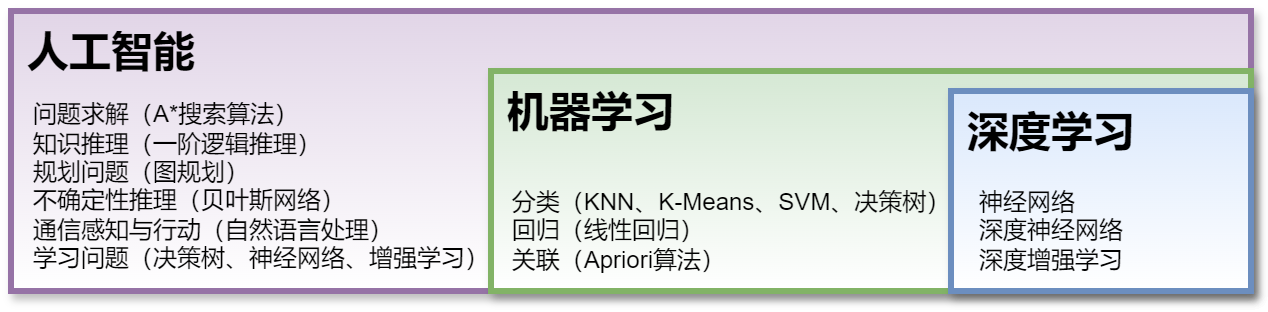 人工智能
问题求解（A*搜索算法）
知识推理（一阶逻辑推理）
规划问题（图规划）
不确定性推理（贝叶斯网络）
通信感知与行动（自然语言处理）
学习问题（决策树、神经网络、增强学习）
机器学习
分类（KNN、K-Means、SVM、决策树）
回归（线性回归）
关联（Apriori算法）
深度学习
神经网络
深度神经网络
深度增强学习